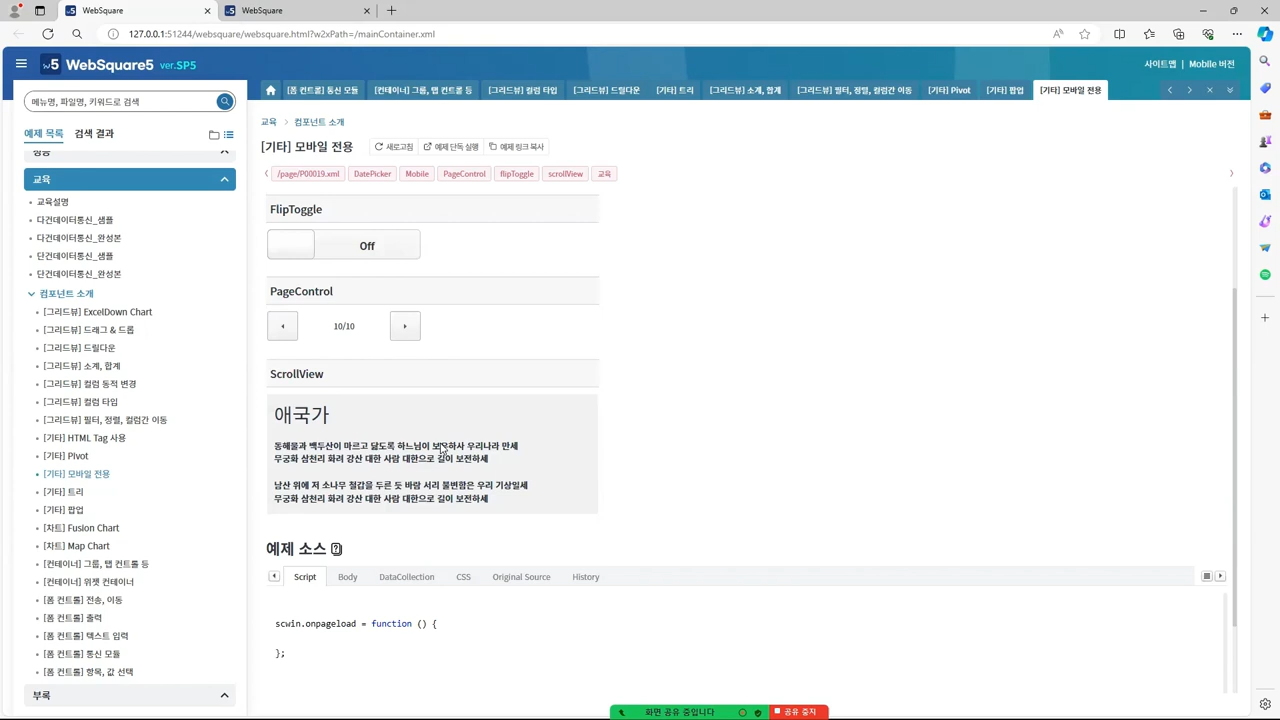 WebSquare
WebSquare
127.0.0.1:51244/websquare/websquare.html?w2xPath=/mainContainer.xml
w5 WebSquare5 ver.SP5
사이트맵 | Mobile 버전
메뉴명, 파일명, 키워드로 검색
[폼 컨트롤] 통신 모듈
[컨테이너] 그룹, 탭 컨트롤 등
[그리드뷰] 컬럼 타입
[그리드뷰] 드릴다운
[기타] 트리
[그리드뷰] 소계, 합계
[그리드뷰] 필터, 정렬, 컬럼간 이동
[기타] Pivot
[기타] 팝업
[기타] 모바일 전용
예제 목록 검색 결과
교육
교육설명
다건데이터통신_샘플
다건데이터통신_완성본
단건데이터통신_샘플
단건데이터통신_완성본
컴포넌트 소개
[그리드뷰] ExcelDown Chart
[그리드뷰] 드래그 & 드롭
[그리드뷰] 드릴다운
[그리드뷰] 소계, 합계
[그리드뷰] 컬럼 동적 변경
[그리드뷰] 컬럼 타입
[그리드뷰] 필터, 정렬, 컬럼간 이동
[기타] HTML Tag 사용
[기타] Pivot
[기타] 모바일 전용
[기타] 트리
[기타] 팝업
[차트] Fusion Chart
[차트] Map Chart
[컨테이너] 그룹, 탭 컨트롤 등
[컨테이너] 위젯 컨테이너
[폼 컨트롤] 전송, 이동
[폼 컨트롤] 출력
[폼 컨트롤] 텍스트 입력
[폼 컨트롤] 통신 모듈
[폼 컨트롤] 항목, 값 선택
부록
교육 > 컴포넌트 소개
[기타] 모바일 전용
새로고침
예제 단독 실행
예제 링크 복사
/page/P00019.xml
DatePicker
Mobile
PageControl
flipToggle
scrollView
교육
FlipToggle
Off
PageControl
10/10
ScrollView
애국가
동해물과 백두산이 마르고 닳도록 하느님이 보우하사 우리나라 만세
무궁화 삼천리 화려 강산 대한 사람 대한으로 길이 보전하세
남산 위에 저 소나무 철갑을 두른 듯 바람 서리 불변함은 우리 기상일세
무궁화 삼천리 화려 강산 대한 사람 대한으로 길이 보전하세
예제 소스
Script
Body
DataCollection
CSS
Original Source
History
scwin.onpageload = function () {
};
화면 공유 중입니다
공유 중지